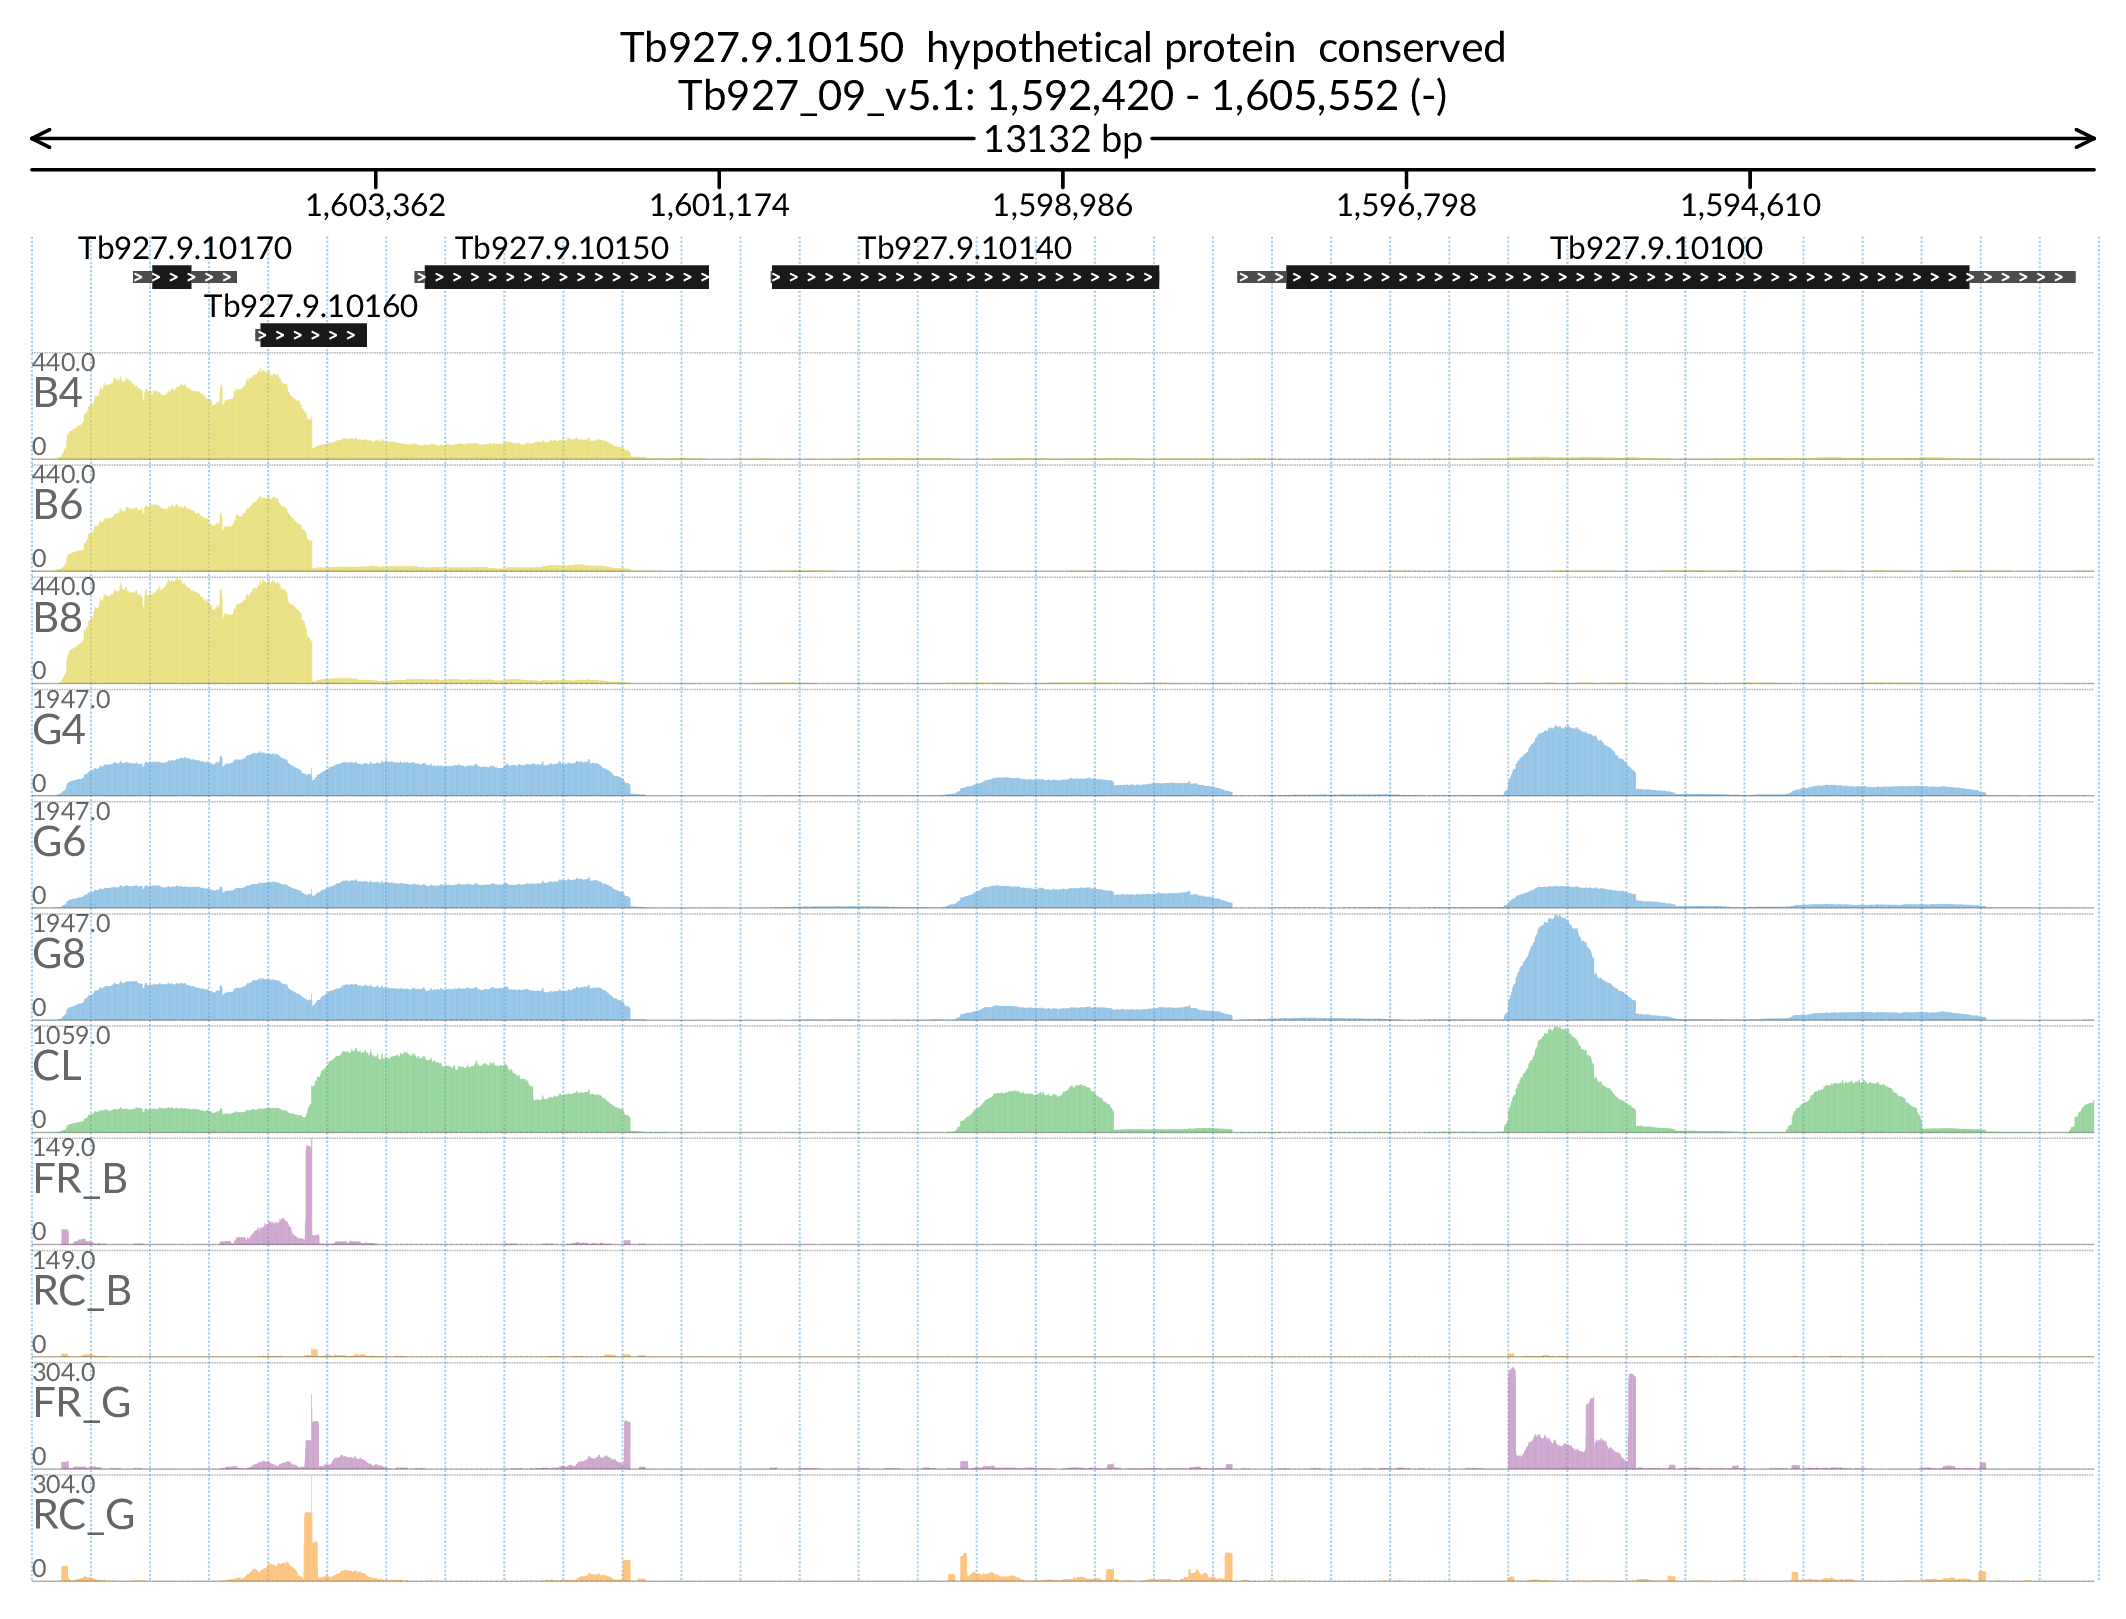 Tb927.9.10150  hypothetical protein  conserved
Tb927_09_v5.1: 1,592,420 - 1,605,552 (-)
13132 bp
1,603,362 1,601,174 1,598,986 1,596,798 1,594,610
Tb927.9.10170 Tb927.9.10150 Tb927.9.10140 Tb927.9.10100
Tb927.9.10160
440.0
B4
0
440.0
B6
0
440.0
B8
0
1947.0
G4
0
1947.0
G6
0
1947.0
G8
0
1059.0
CL
0
149.0
FR_B
0
149.0
RC_B
0
304.0
FR_G
0
304.0
RC_G
0